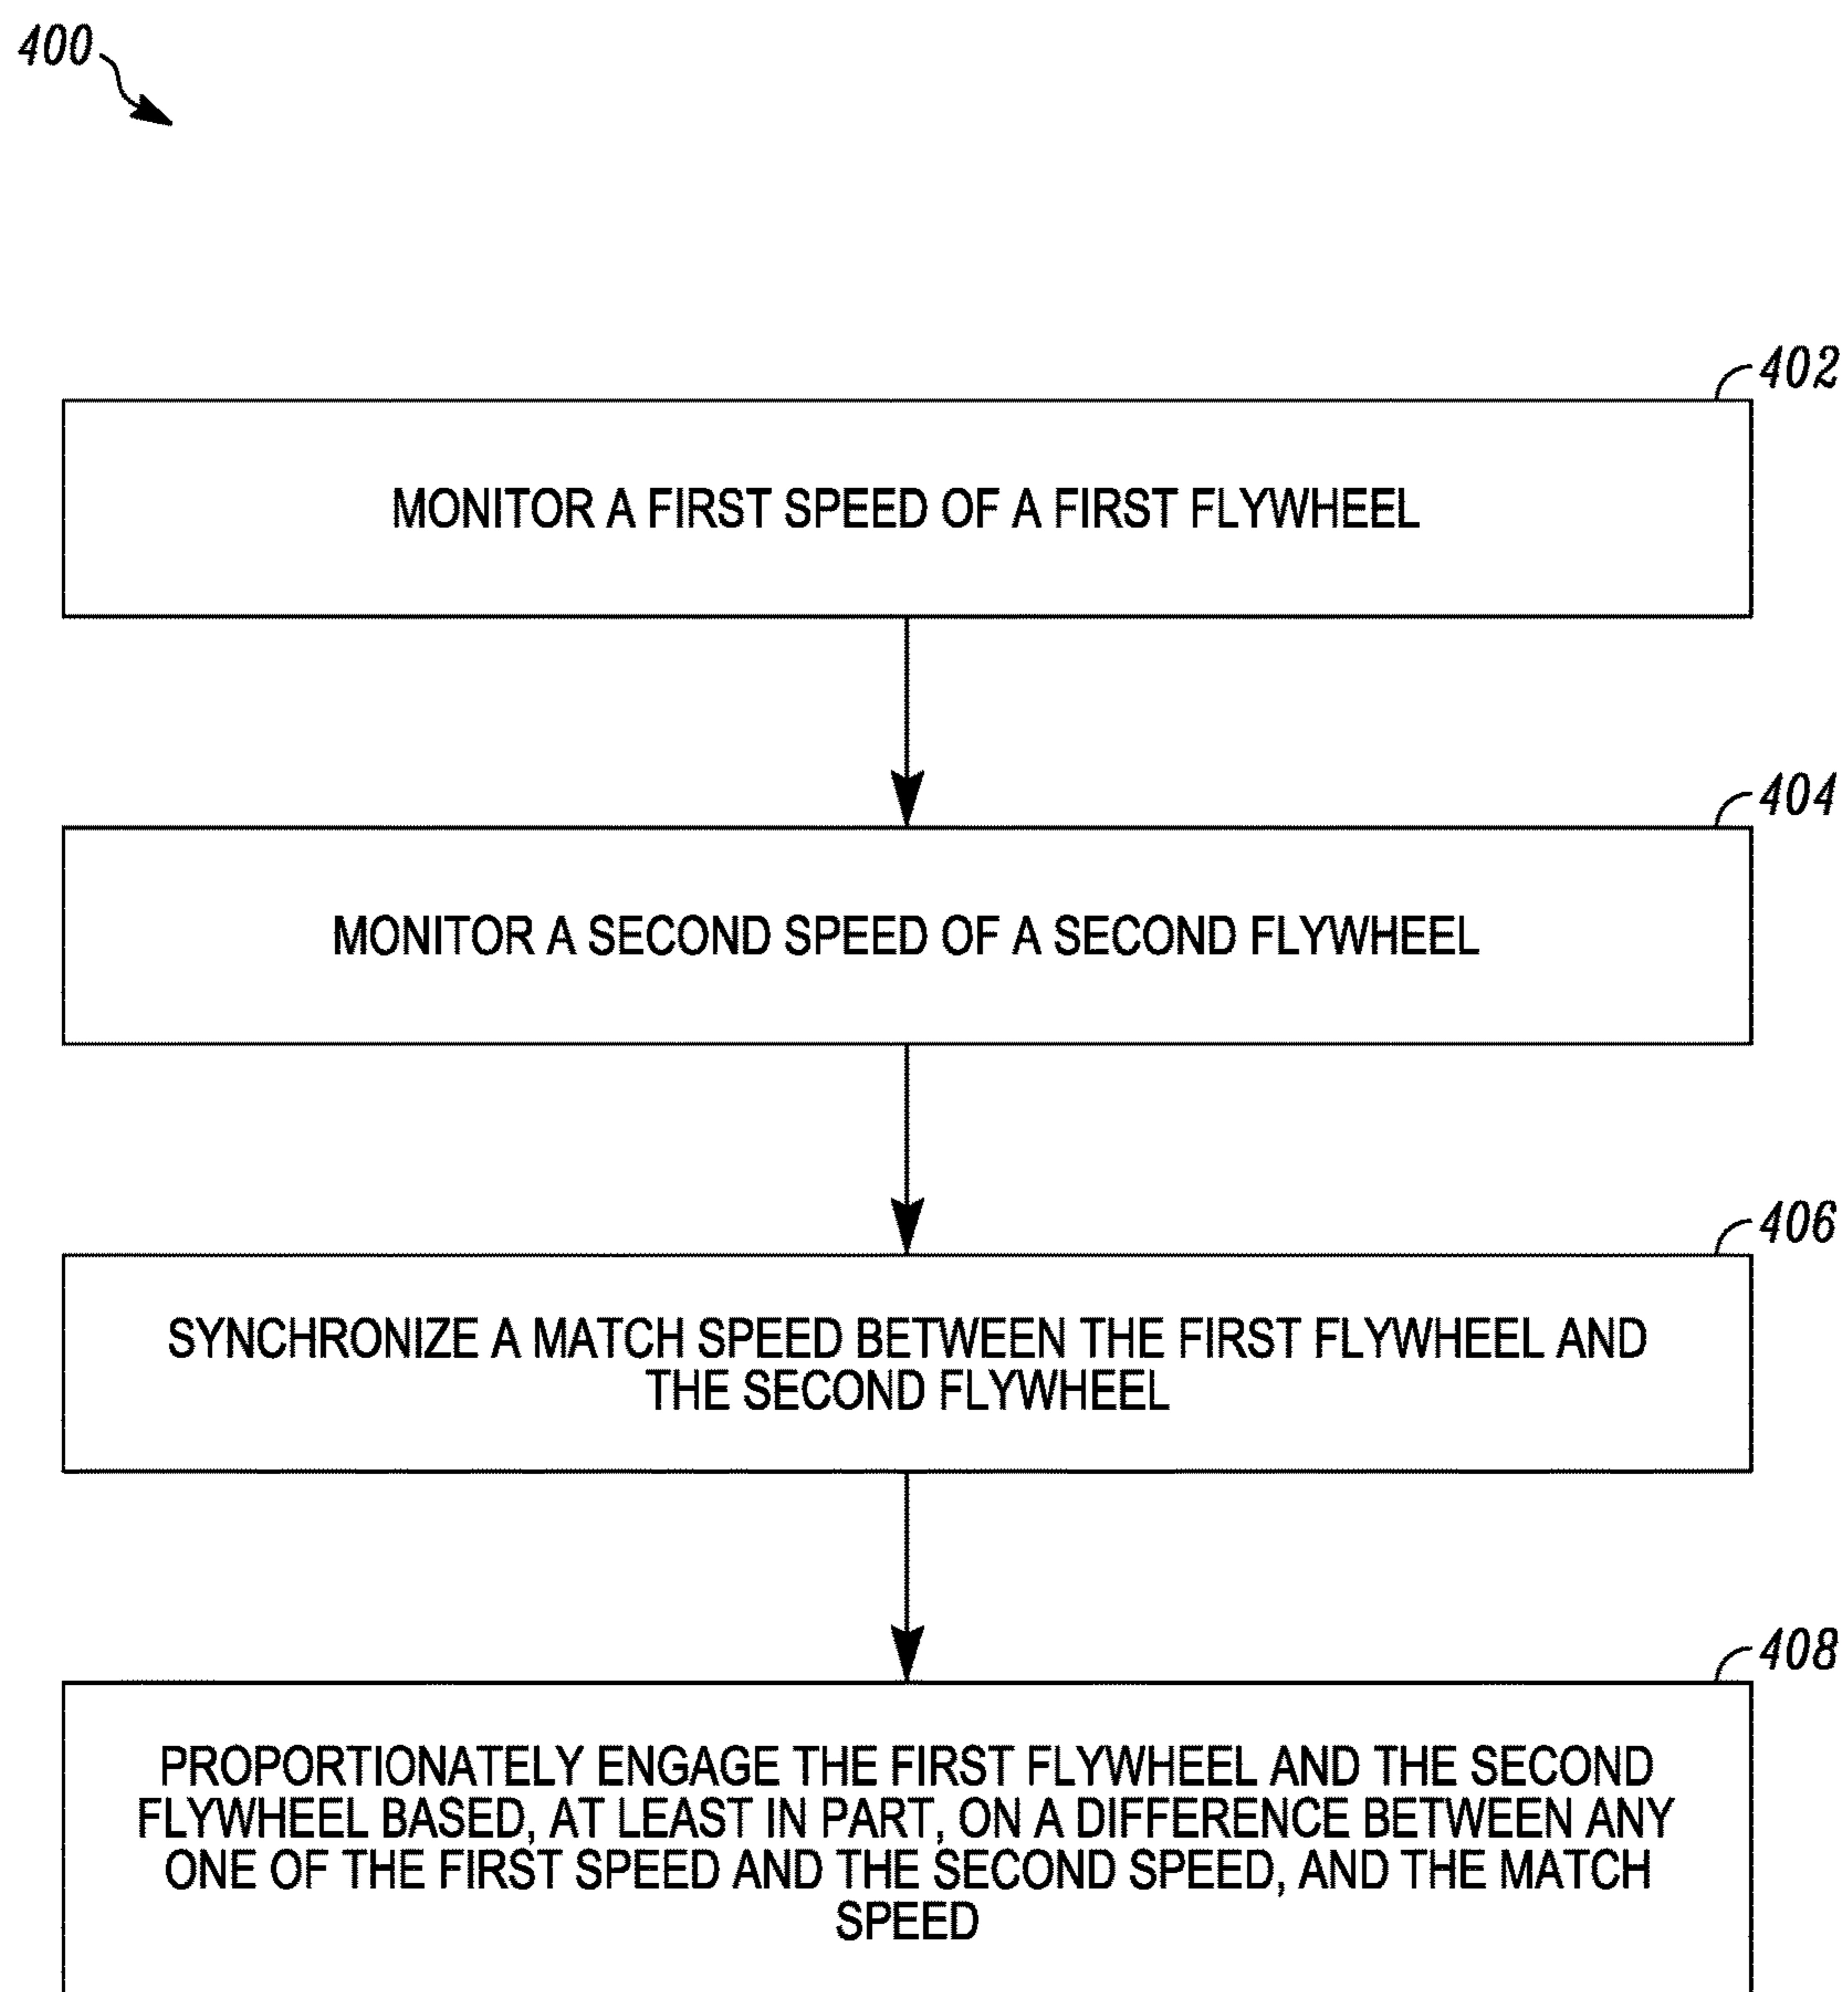 400
402
MONITOR A FIRST SPEED OF A FIRST FLYWHEEL
404
MONITOR A SECOND SPEED OF A SECOND FLYWHEEL
406
SYNCHRONIZE A MATCH SPEED BETWEEN THE FIRST FLYWHEEL AND
THE SECOND FLYWHEEL
408
PROPORTIONATELY ENGAGE THE FIRST FLYWHEEL AND THE SECOND
FLYWHEEL BASED, AT LEAST IN PART, ON A DIFFERENCE BETWEEN ANY
ONE OF THE FIRST SPEED AND THE SECOND SPEED, AND THE MATCH
SPEED